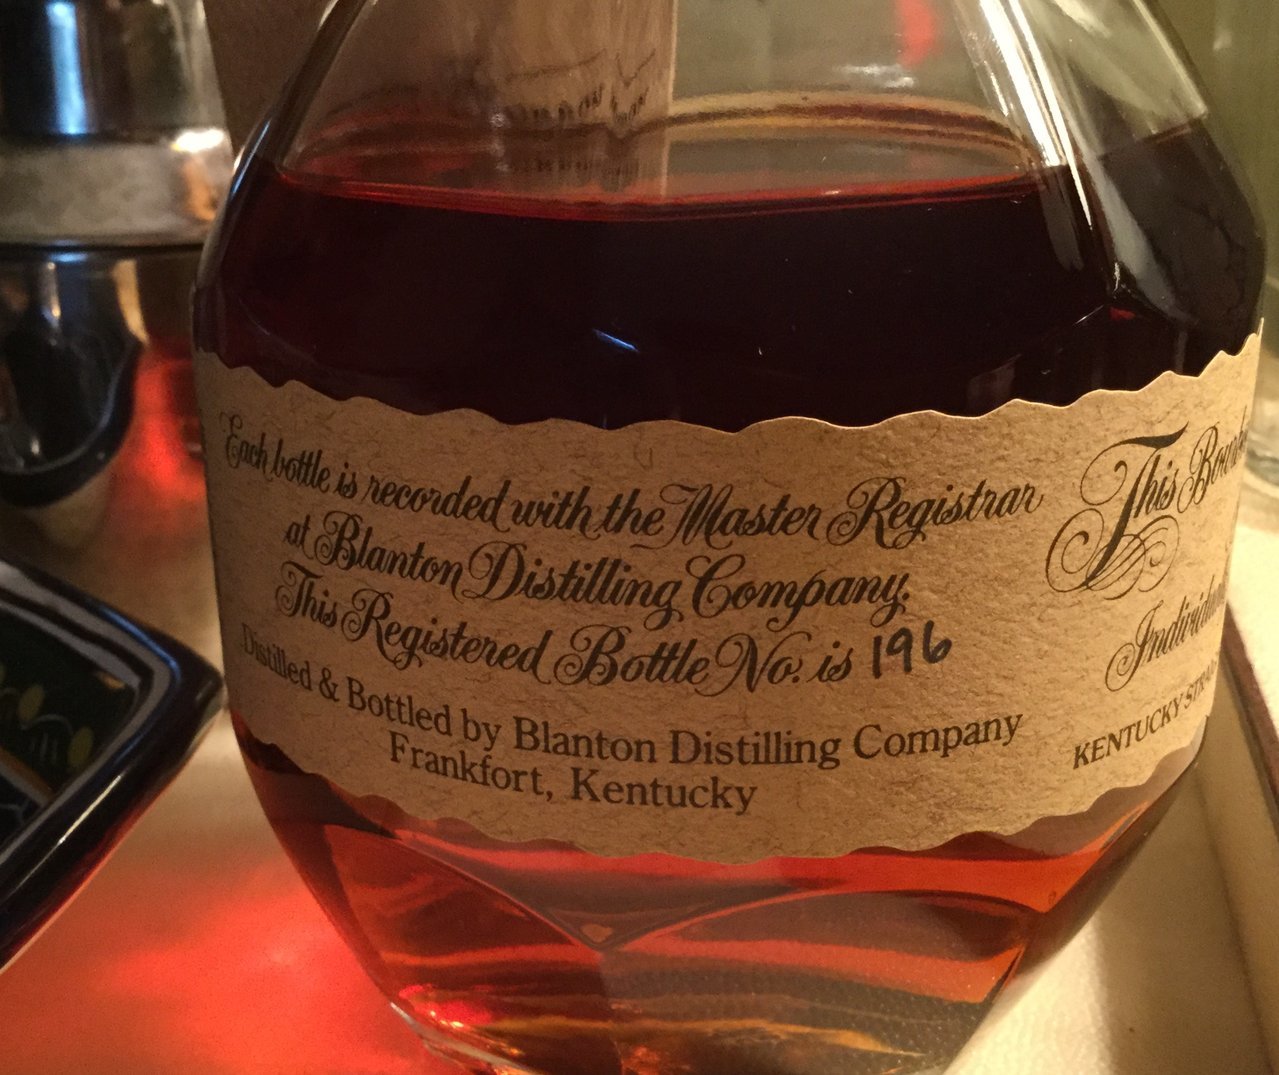 Each bottle is recorded with the Master Registrar
at Blanton Distilling Company.
This Registered Bottle No. is 196
Distilled & Bottled by Blanton Distilling Company
Frankfort, Kentucky
This
KENTUCKY